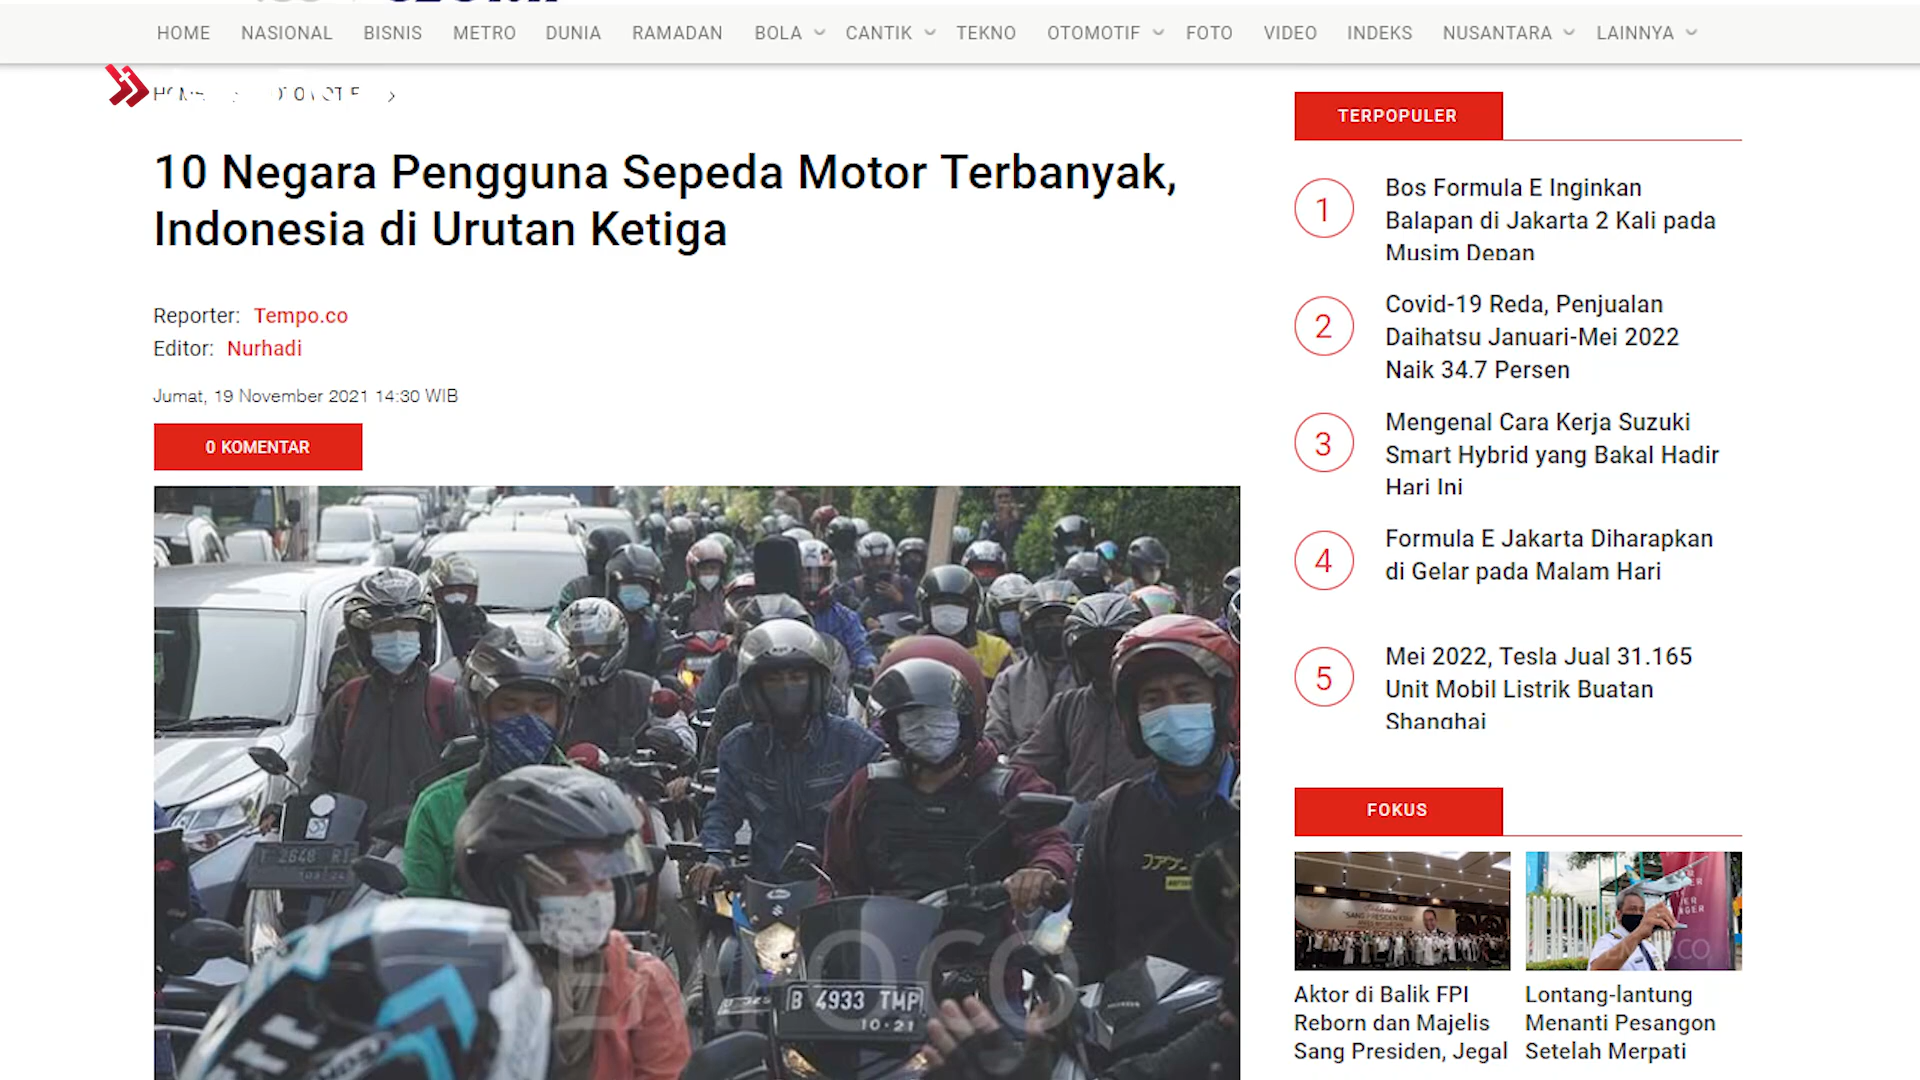 HOME NASIONAL BISNIS METRO DUNIA RAMADAN BOLA CANTIK TEKNO OTOMOTIF FOTO VIDEO INDEKS NUSANTARA LAINNYA
10 Negara Pengguna Sepeda Motor Terbanyak,
Indonesia di Urutan Ketiga
Reporter: Tempo.co
Editor: Nurhadi
Jumat, 19 November 2021 14:30 WIB
0 KOMENTAR
TEMPO.CO
B 4933 TMP
10·21
TERPOPULER
1
Bos Formula E Inginkan
Balapan di Jakarta 2 Kali pada
Musim Depan
2
Covid-19 Reda, Penjualan
Daihatsu Januari-Mei 2022
Naik 34.7 Persen
3
Mengenal Cara Kerja Suzuki
Smart Hybrid yang Bakal Hadir
Hari Ini
4
Formula E Jakarta Diharapkan
di Gelar pada Malam Hari
5
Mei 2022, Tesla Jual 31.165
Unit Mobil Listrik Buatan
Shanghai
FOKUS
Aktor di Balik FPI
Reborn dan Majelis
Sang Presiden, Jegal
Lontang-lantung
Menanti Pesangon
Setelah Merpati